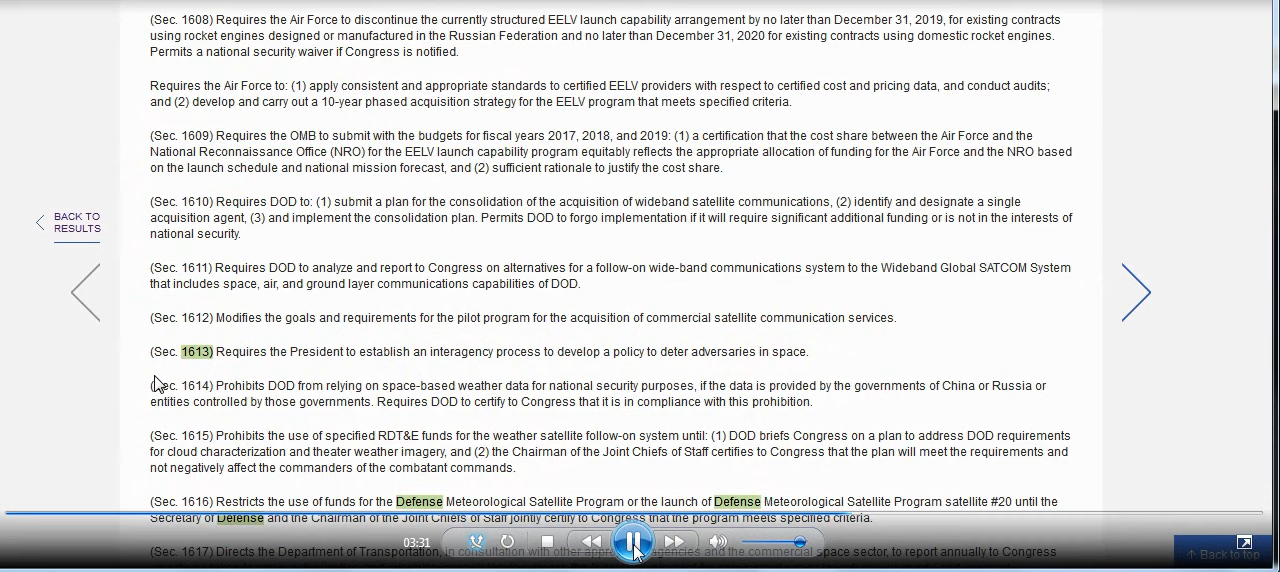 (Sec. 1608) Requires the Air Force to discontinue the currently structured EELV launch capability arrangement by no later than December 31, 2019, for existing contracts
using rocket engines designed or manufactured in the Russian Federation and no later than December 31, 2020 for existing contracts using domestic rocket engines.
Permits a national security waiver if Congress is notified.
Requires the Air Force to: (1) apply consistent and appropriate standards to certified EELV providers with respect to certified cost and pricing data, and conduct audits;
and (2) develop and carry out a 10-year phased acquisition strategy for the EELV program that meets specified criteria.
(Sec. 1609) Requires the OMB to submit with the budgets for fiscal years 2017, 2018, and 2019: (1) a certification that the cost share between the Air Force and the
National Reconnaissance Office (NRO) for the EELV launch capability program equitably reflects the appropriate allocation of funding for the Air Force and the NRO based
on the launch schedule and national mission forecast, and (2) sufficient rationale to justify the cost share.
(Sec. 1610) Requires DOD to: (1) submit a plan for the consolidation of the acquisition of wideband satellite communications, (2) identify and designate a single
acquisition agent, (3) and implement the consolidation plan. Permits DOD to forgo implementation if it will require significant additional funding or is not in the interests of
national security.
BACK TO
RESULTS
(Sec. 1611) Requires DOD to analyze and report to Congress on alternatives for a follow-on wide-band communications system to the Wideband Global SATCOM System
that includes space, air, and ground layer communications capabilities of DOD.
(Sec. 1612) Modifies the goals and requirements for the pilot program for the acquisition of commercial satellite communication services.
(Sec. 1613) Requires the President to establish an interagency process to develop a policy to deter adversaries in space.
(Sec. 1614) Prohibits DOD from relying on space-based weather data for national security purposes, if the data is provided by the governments of China or Russia or
entities controlled by those governments. Requires DOD to certify to Congress that it is in compliance with this prohibition.
(Sec. 1615) Prohibits the use of specified RDT&E funds for the weather satellite follow-on system until: (1) DOD briefs Congress on a plan to address DOD requirements
for cloud characterization and theater weather imagery, and (2) the Chairman of the Joint Chiefs of Staff certifies to Congress that the plan will meet the requirements and
not negatively affect the commanders of the combatant commands.
(Sec. 1616) Restricts the use of funds for the Defense Meteorological Satellite Program or the launch of Defense Meteorological Satellite Program satellite #20 until the
Secretary of Defense and the Chairman of the Joint Chiefs of Staff jointly certify to Congress that the program meets specified criteria.
03:31
(Sec. 1617) Directs the Department of Transportation, in consultation with other agencies and the commercial space sector, to report annually to Congress
Back to top